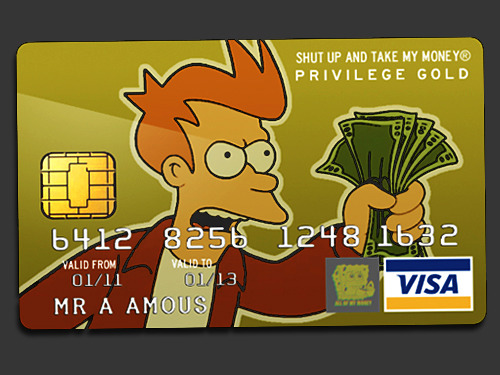 SHUT UP AND TAKE MY MONEY®
PRIVILEGE GOLD
6412 8256 1248 1632
VALID FROM VALID TO
01/11 01/13
MR A AMOUS
VISA